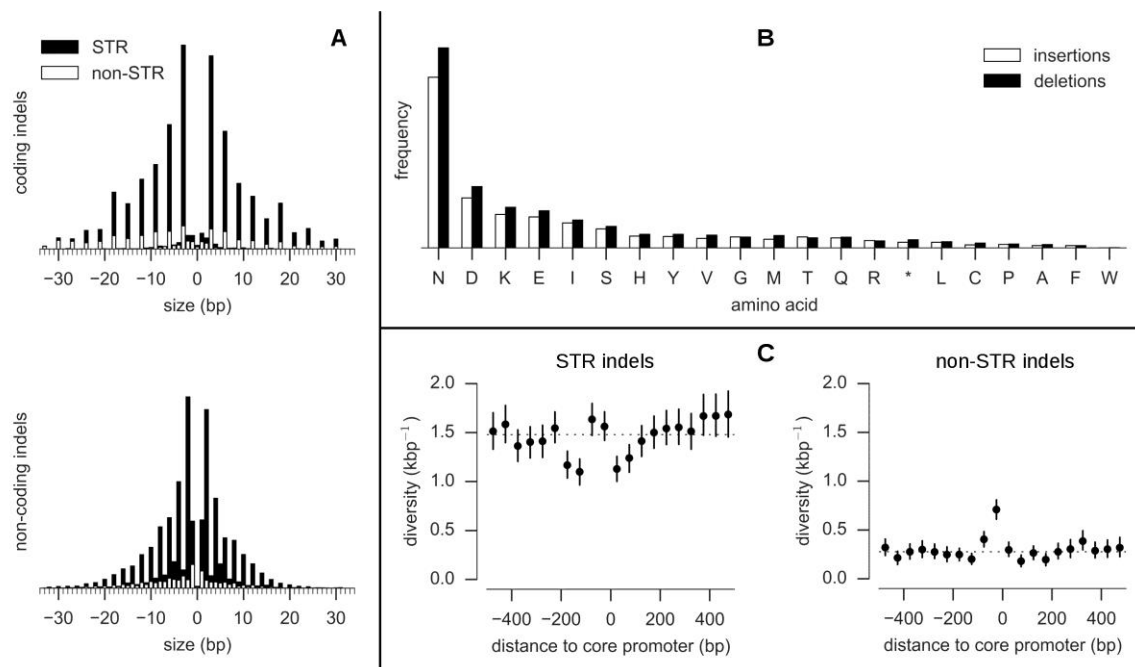 A
STR
non-STR
coding indels
−30 −20 −10 0 10 20 30
size (bp)
non-coding indels
−30 −20 −10 0 10 20 30
size (bp)
B
insertions
deletions
frequency
N D K E I S H Y V G M T Q R * L C P A F W
amino acid
C
STR indels
diversity (kbp⁻¹)
2.0
1.5
1.0
0.5
0.0
−400 −200 0 200 400
distance to core promoter (bp)
non-STR indels
diversity (kbp⁻¹)
2.0
1.5
1.0
0.5
0.0
−400 −200 0 200 400
distance to core promoter (bp)